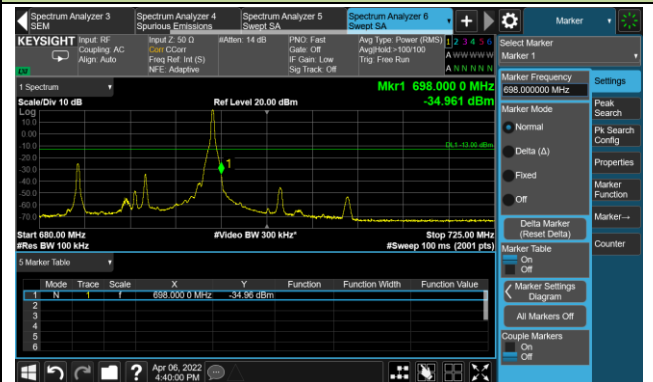 Spectrum Analyzer 3
SEM
Spectrum Analyzer 4
Spurious Emissions
Spectrum Analyzer 5
Swept SA
Spectrum Analyzer 6
Swept SA
Marker
KEYSIGHT
Input: RF
Coupling: AC
Align: Auto
Input Z: 50 Ω
Corr CCorr
Freq Ref: Int (S)
NFE: Adaptive
#Atten: 14 dB
PNO: Fast
Gate: Off
IF Gain: Low
Sig Track: Off
Avg Type: Power (RMS)
Avg|Hold:>100/100
Trig: Free Run
1 2 3 4 5 6
A W W W W W
A N N N N N
LXI
Select Marker
Marker 1
1 Spectrum
Mkr1 698.000 0 MHz
-34.961 dBm
Scale/Div 10 dB
Ref Level 20.00 dBm
Log
10.0
0.00
-10.0
-20.0
-30.0
-40.0
-50.0
-60.0
-70.0
DL1 -13.00 dBm
1
Start 680.00 MHz
#Res BW 100 kHz
#Video BW 300 kHz*
Stop 725.00 MHz
#Sweep 100 ms (2001 pts)
5 Marker Table
Mode Trace Scale X Y Function Function Width Function Value
1 N 1 f 698.000 0 MHz -34.96 dBm
2
3
4
5
6
Marker Frequency
698.000000 MHz
Marker Mode
Normal
Delta (Δ)
Fixed
Off
Delta Marker
(Reset Delta)
Marker Table
On
Off
Marker Settings
Diagram
All Markers Off
Couple Markers
On
Off
Settings
Peak
Search
Pk Search
Config
Properties
Marker
Function
Marker→
Counter
Apr 06, 2022
4:40:00 PM